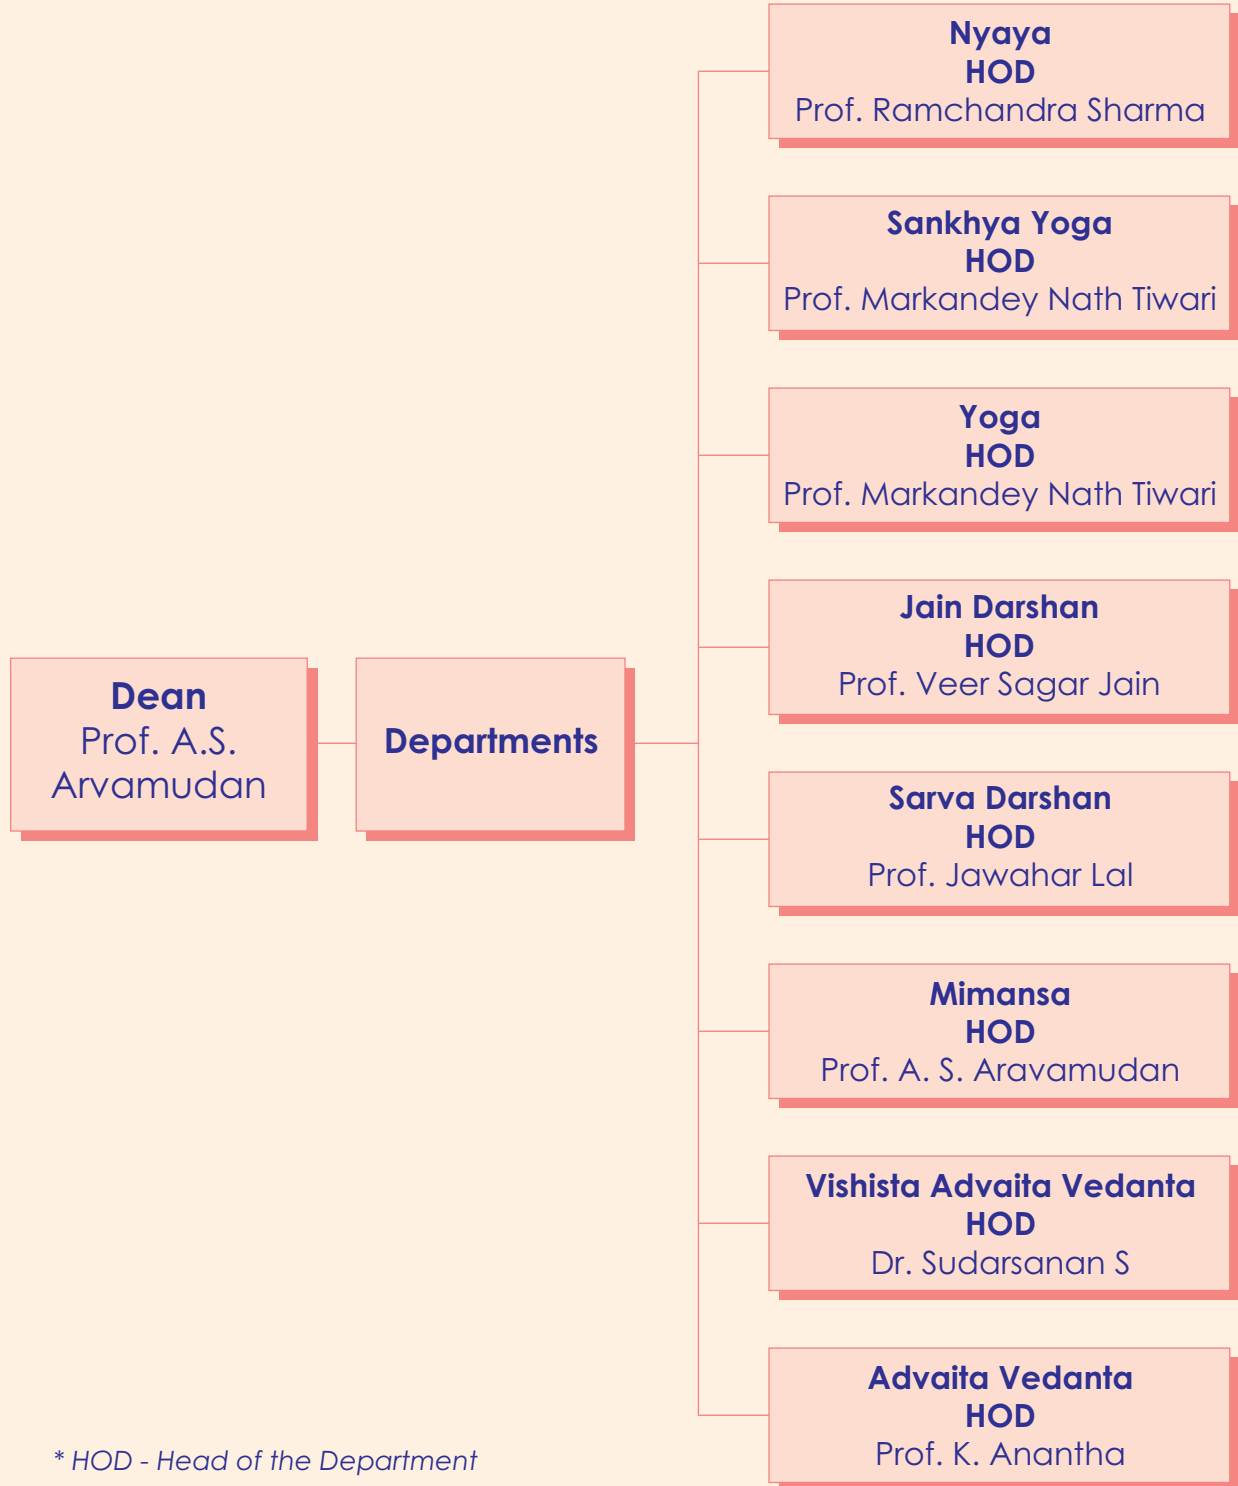 Dean
Prof. A.S.
Arvamudan
Departments
Nyaya
HOD
Prof. Ramchandra Sharma
Sankhya Yoga
HOD
Prof. Markandey Nath Tiwari
Yoga
HOD
Prof. Markandey Nath Tiwari
Jain Darshan
HOD
Prof. Veer Sagar Jain
Sarva Darshan
HOD
Prof. Jawahar Lal
Mimansa
HOD
Prof. A. S. Aravamudan
Vishista Advaita Vedanta
HOD
Dr. Sudarsanan S
Advaita Vedanta
HOD
Prof. K. Anantha
* HOD - Head of the Department